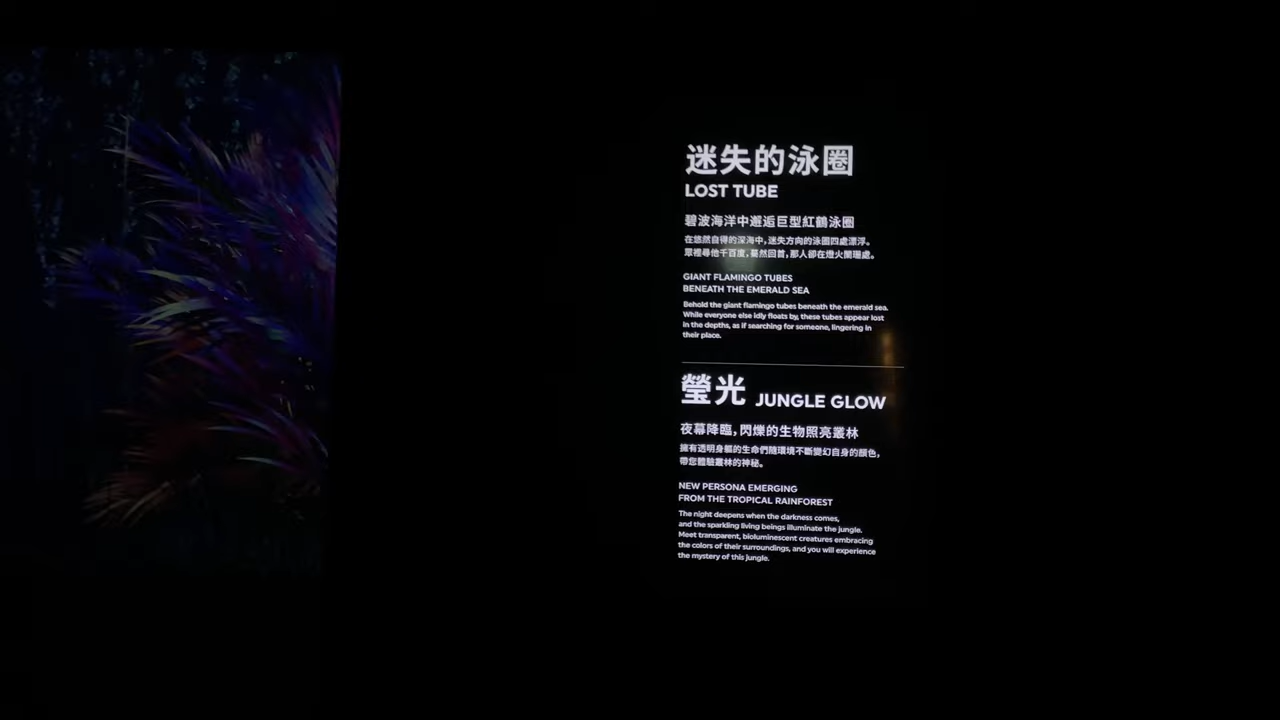 迷失的泳圈
LOST TUBE
碧波海洋中邂逅巨型紅鶴泳圈
在悠然自得的深海中，迷失方向的泳圈四處漂浮。
眾裡尋他千百度，驀然回首，那人卻在燈火闌珊處。
GIANT FLAMINGO TUBES
BENEATH THE EMERALD SEA
Behold the giant flamingo tubes beneath the emerald sea.
While everyone else idly floats by, these tubes appear lost
in the depths, as if searching for someone, lingering in
their place.
瑩光 JUNGLE GLOW
夜幕降臨，閃爍的生物照亮叢林
擁有透明身軀的生命們隨環境不斷變幻自身的顏色，
帶您體驗叢林的神秘。
NEW PERSONA EMERGING
FROM THE TROPICAL RAINFOREST
The night deepens when the darkness comes,
and the sparkling living beings illuminate the jungle.
Meet transparent, bioluminescent creatures embracing
the colors of their surroundings, and you will experience
the mystery of this jungle.